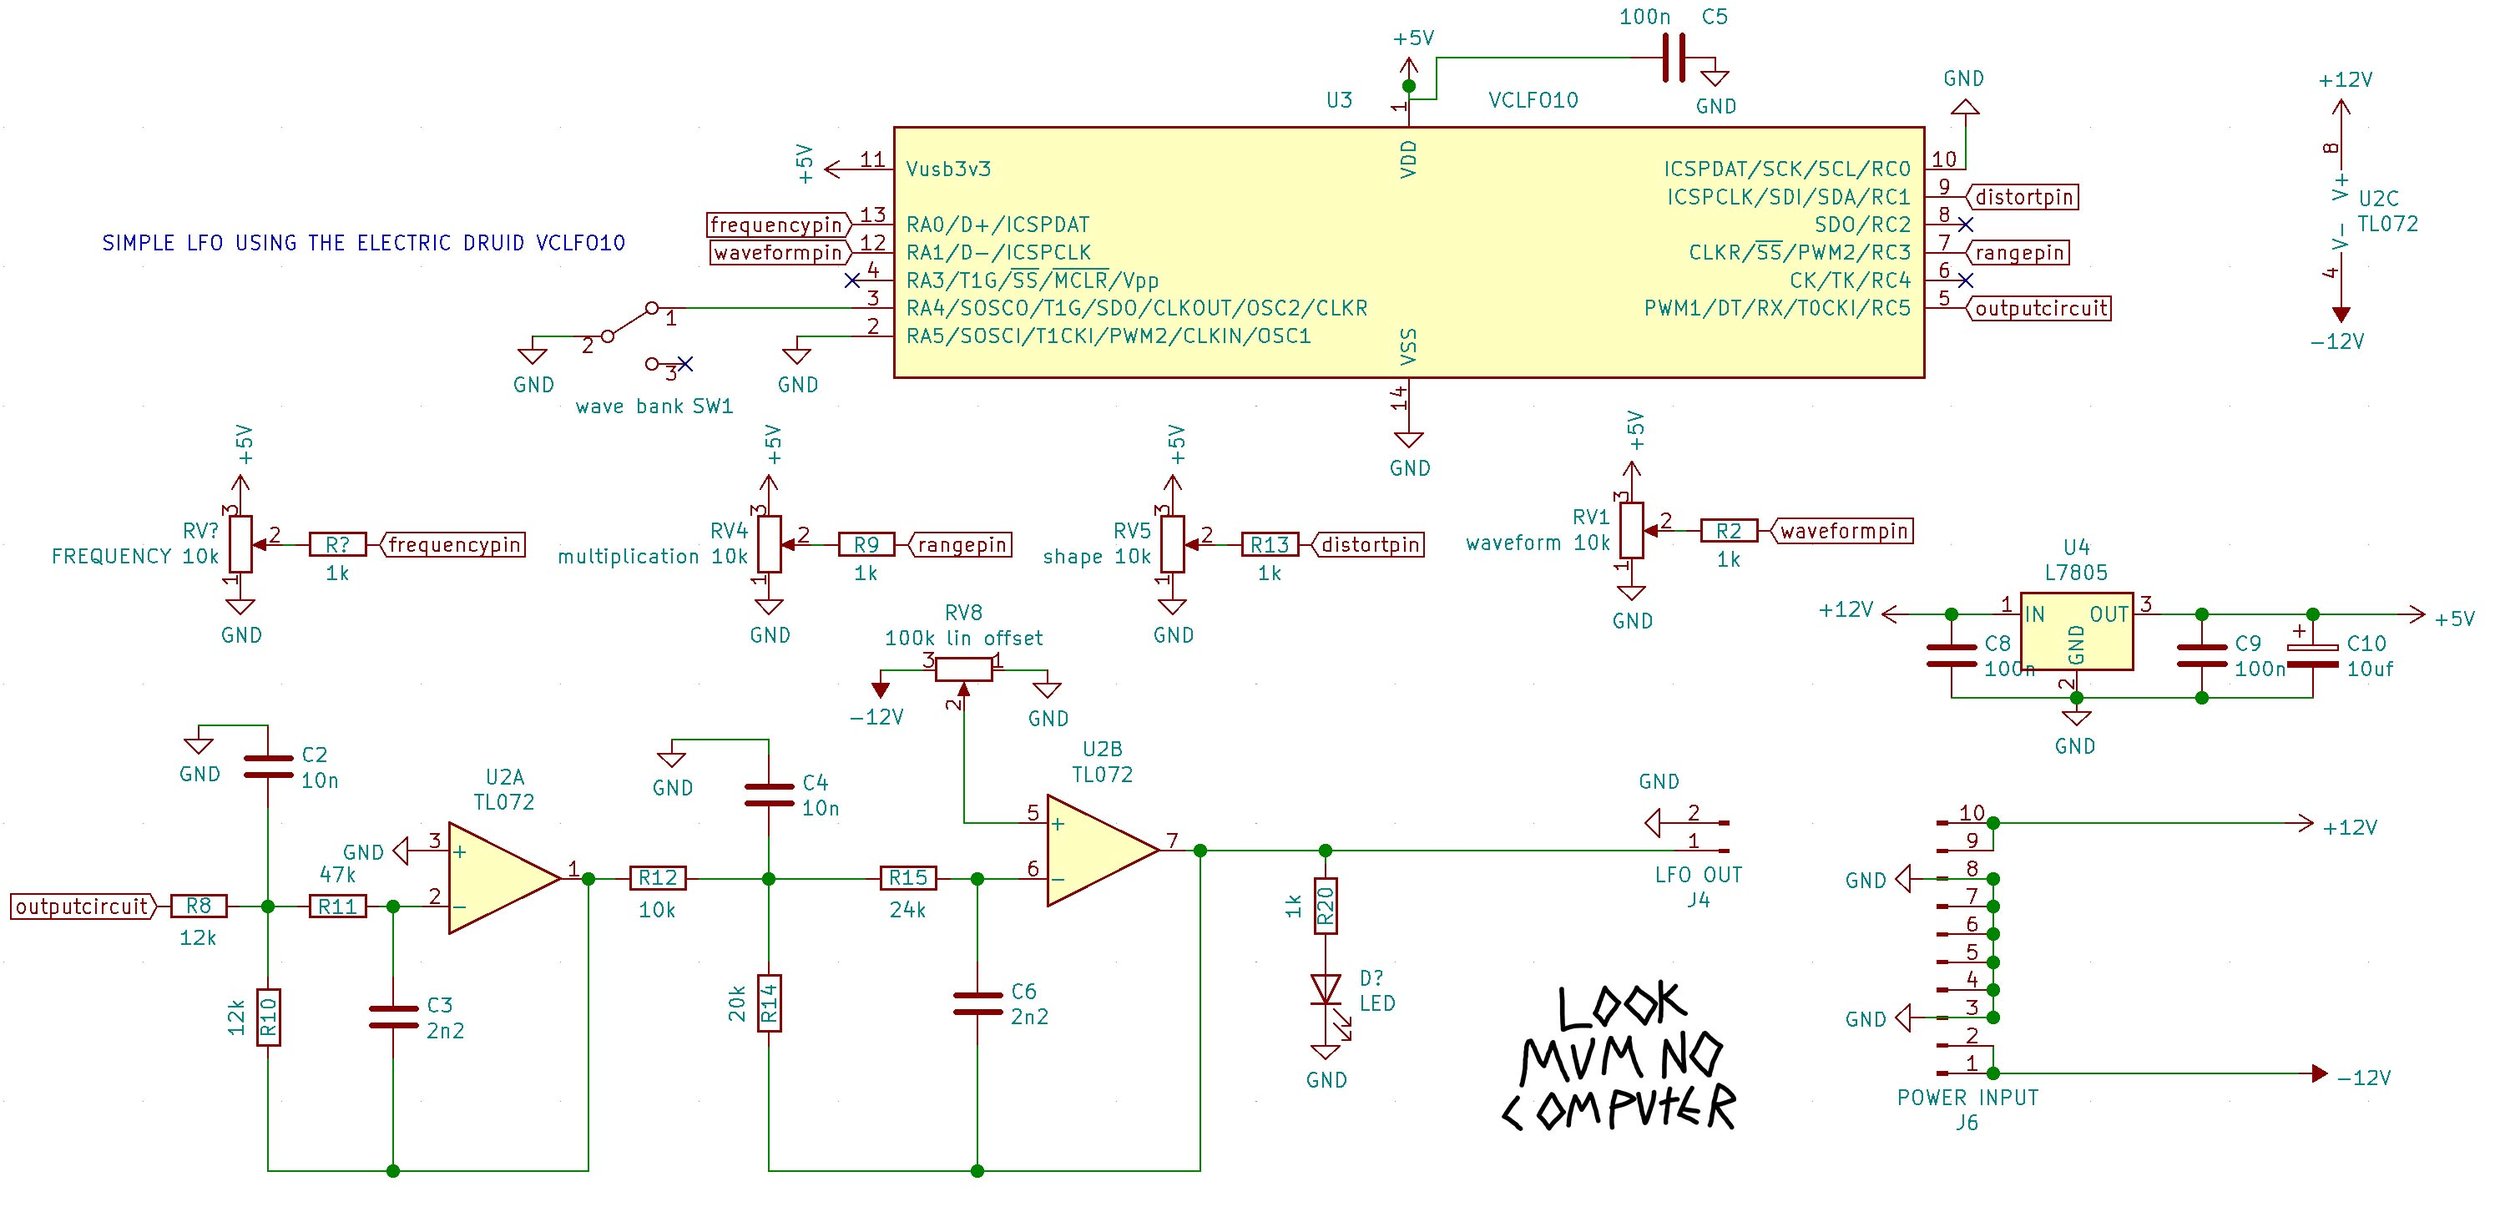 100n C5
+5V
GND
U3 VCLFO10
GND
+12V
1
+5V
11 Vusb3v3
VDD
ICSPDAT/SCK/SCL/RC0 10
ICSPCLK/SDI/SDA/RC1 9 distortpin
frequencypin 13 RA0/D+/ICSPDAT
SDO/RC2 8
SIMPLE LFO USING THE ELECTRIC DRUID VCLFO10
waveformpin 12 RA1/D-/ICSPCLK
CLKR/SS/PWM2/RC3 7 rangepin
4 RA3/T1G/SS/MCLR/Vpp
CK/TK/RC4 6
3 RA4/SOSCO/T1G/SDO/CLKOUT/OSC2/CLKR
PWM1/DT/RX/T0CKI/RC5 5 outputcircuit
2 RA5/SOSCI/T1CKI/PWM2/CLKIN/OSC1
VSS
14
GND
8
V+
U2C
TL072
V-
4
-12V
1
2
3
GND
GND
wave bank SW1
+5V
3
RV?
FREQUENCY 10k
2
1
R?
1k
frequencypin
GND
+5V
3
RV4
multiplication 10k
2
1
R9
1k
rangepin
GND
+5V
3
RV5
shape 10k
2
1
R13
1k
distortpin
GND
+5V
3
RV1
waveform 10k
2
1
R2
1k
waveformpin
GND
U4
L7805
+12V
1 IN OUT 3
GND
2
+5V
C8
100n
C9
100n
+
C10
10uf
GND
RV8
100k lin offset
3 1
2
-12V
GND
GND
C2
10n
U2A
TL072
GND
3 +
2 -
1
outputcircuit
R8
12k
47k
R11
12k
R10
C3
2n2
GND
C4
10n
R12
10k
20k
R14
R15
24k
C6
2n2
U2B
TL072
5 +
6 -
7
1k
R20
D?
LED
GND
GND
2
1
LFO OUT
J4
10
9
8
7
6
5
4
3
2
1
+12V
GND
GND
-12V
POWER INPUT
J6
LOOK
MVM NO
COMPVtER